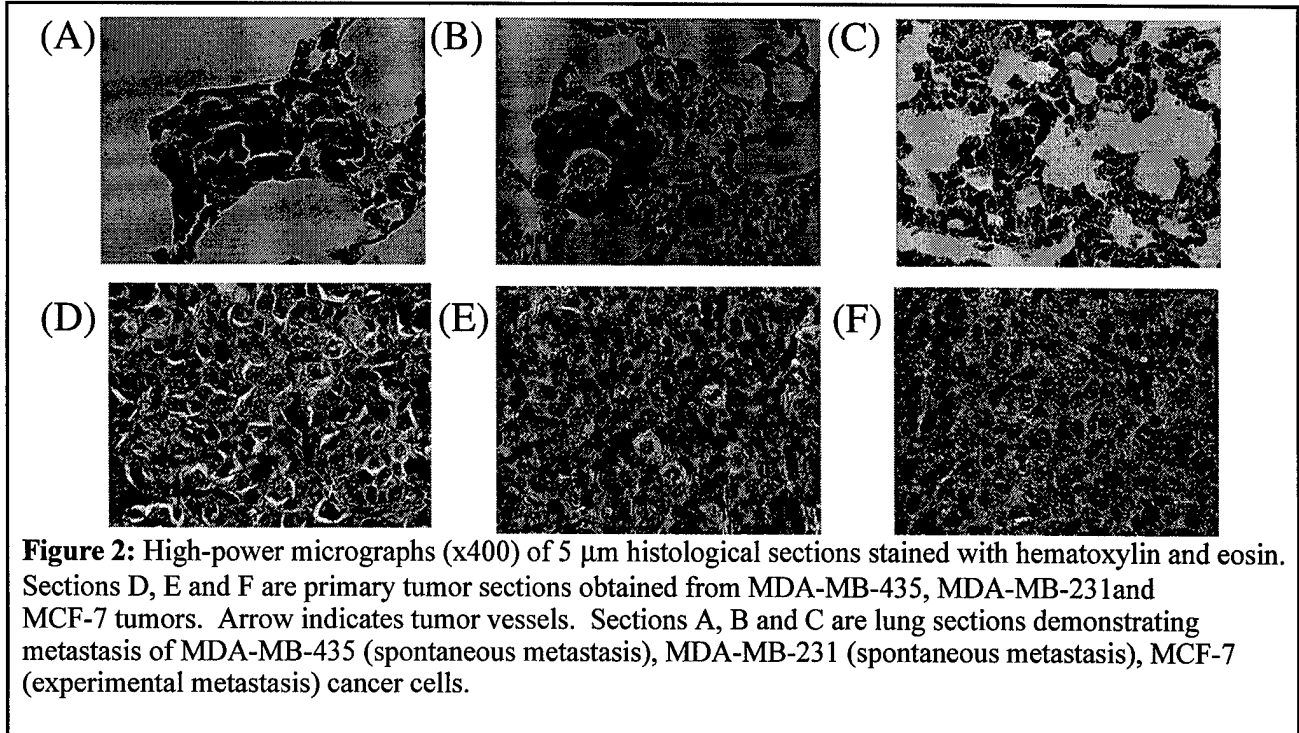 (A)
(B)
(C)
(D)
(E)
(F)
Figure 2: High-power micrographs (x400) of 5 μm histological sections stained with hematoxylin and eosin.
Sections D, E and F are primary tumor sections obtained from MDA-MB-435, MDA-MB-231and
MCF-7 tumors. Arrow indicates tumor vessels. Sections A, B and C are lung sections demonstrating
metastasis of MDA-MB-435 (spontaneous metastasis), MDA-MB-231 (spontaneous metastasis), MCF-7
(experimental metastasis) cancer cells.